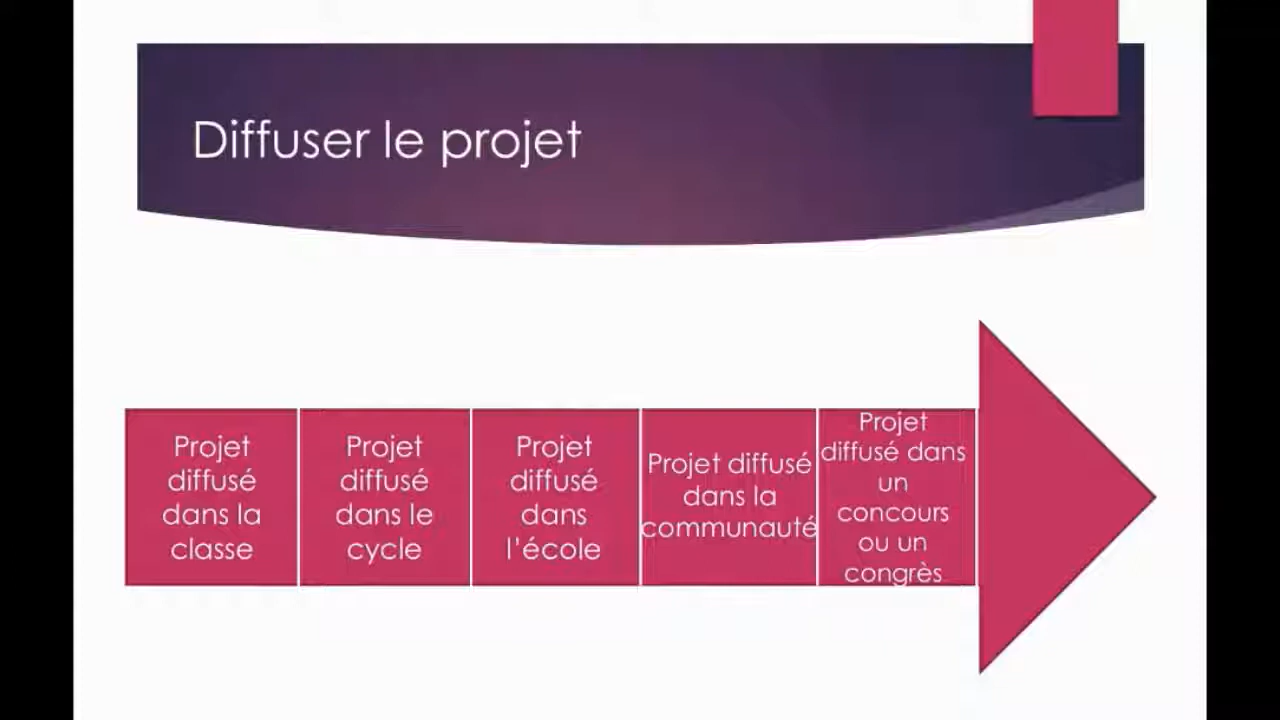 Diffuser le projet
Projet
diffusé
dans la
classe
Projet
diffusé
dans le
cycle
Projet
diffusé
dans
l’école
Projet diffusé
dans la
communauté
Projet
diffusé dans
un
concours
ou un
congrès